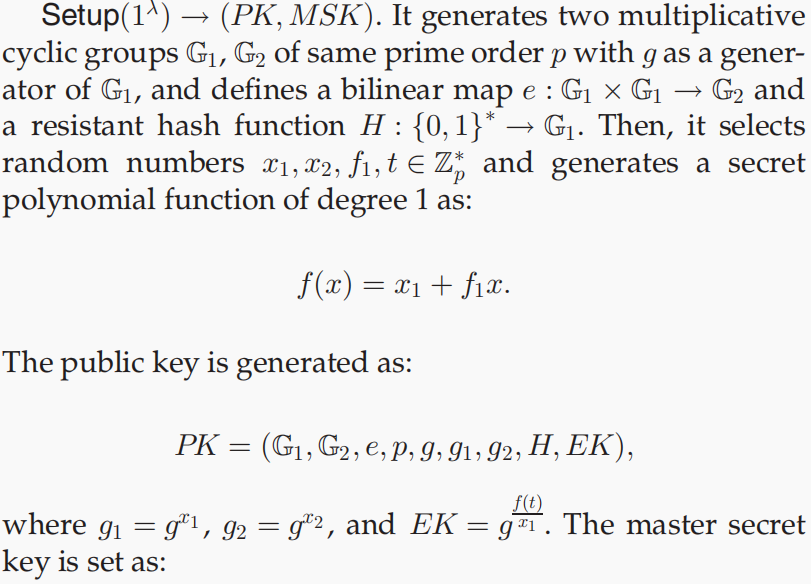 Setup(1^λ) → (PK, MSK). It generates two multiplicative
cyclic groups 𝔾₁, 𝔾₂ of same prime order p with g as a gener-
ator of 𝔾₁, and defines a bilinear map e : 𝔾₁ × 𝔾₁ → 𝔾₂ and
a resistant hash function H : {0, 1}* → 𝔾₁. Then, it selects
random numbers x₁, x₂, f₁, t ∈ ℤ*ₚ and generates a secret
polynomial function of degree 1 as:
f(x) = x₁ + f₁x.
The public key is generated as:
PK = (𝔾₁, 𝔾₂, e, p, g, g₁, g₂, H, EK),
where g₁ = g^{x₁}, g₂ = g^{x₂}, and EK = g^{f(t)/x₁}. The master secret
key is set as: